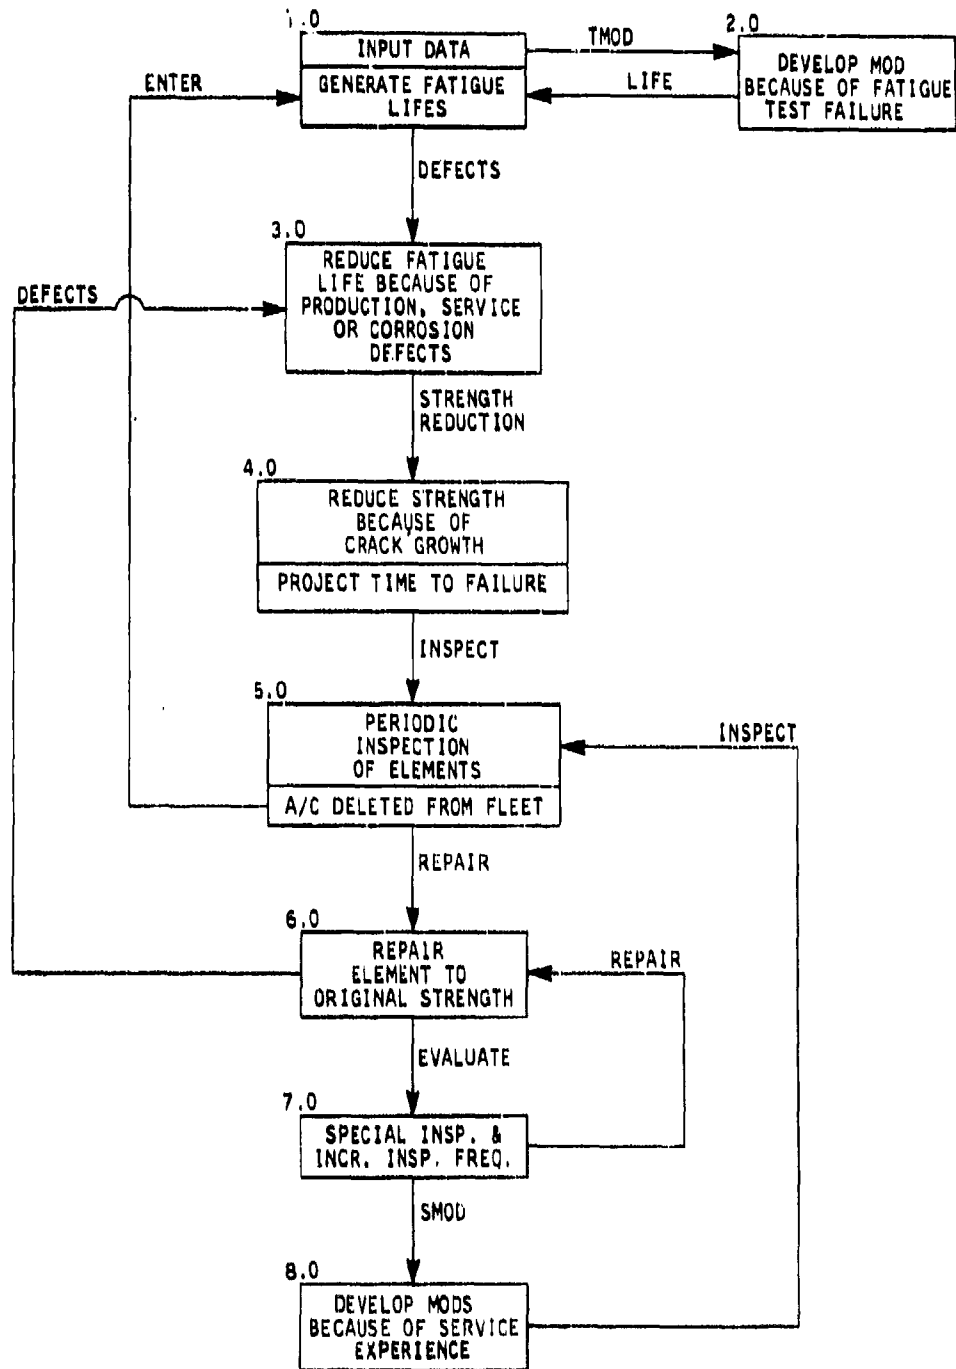 1.0
INPUT DATA
GENERATE FATIGUE
LIFES
TMOD
2.0
DEVELOP MOD
BECAUSE OF FATIGUE
TEST FAILURE
LIFE
ENTER
DEFECTS
3.0
REDUCE FATIGUE
LIFE BECAUSE OF
PRODUCTION, SERVICE
OR CORROSION
DEFECTS
DEFECTS
STRENGTH
REDUCTION
4.0
REDUCE STRENGTH
BECAUSE OF
CRACK GROWTH
PROJECT TIME TO FAILURE
INSPECT
5.0
PERIODIC
INSPECTION
OF ELEMENTS
A/C DELETED FROM FLEET
INSPECT
REPAIR
6.0
REPAIR
ELEMENT TO
ORIGINAL STRENGTH
REPAIR
EVALUATE
7.0
SPECIAL INSP. &
INCR. INSP. FREQ.
SMOD
8.0
DEVELOP MODS
BECAUSE OF SERVICE
EXPERIENCE